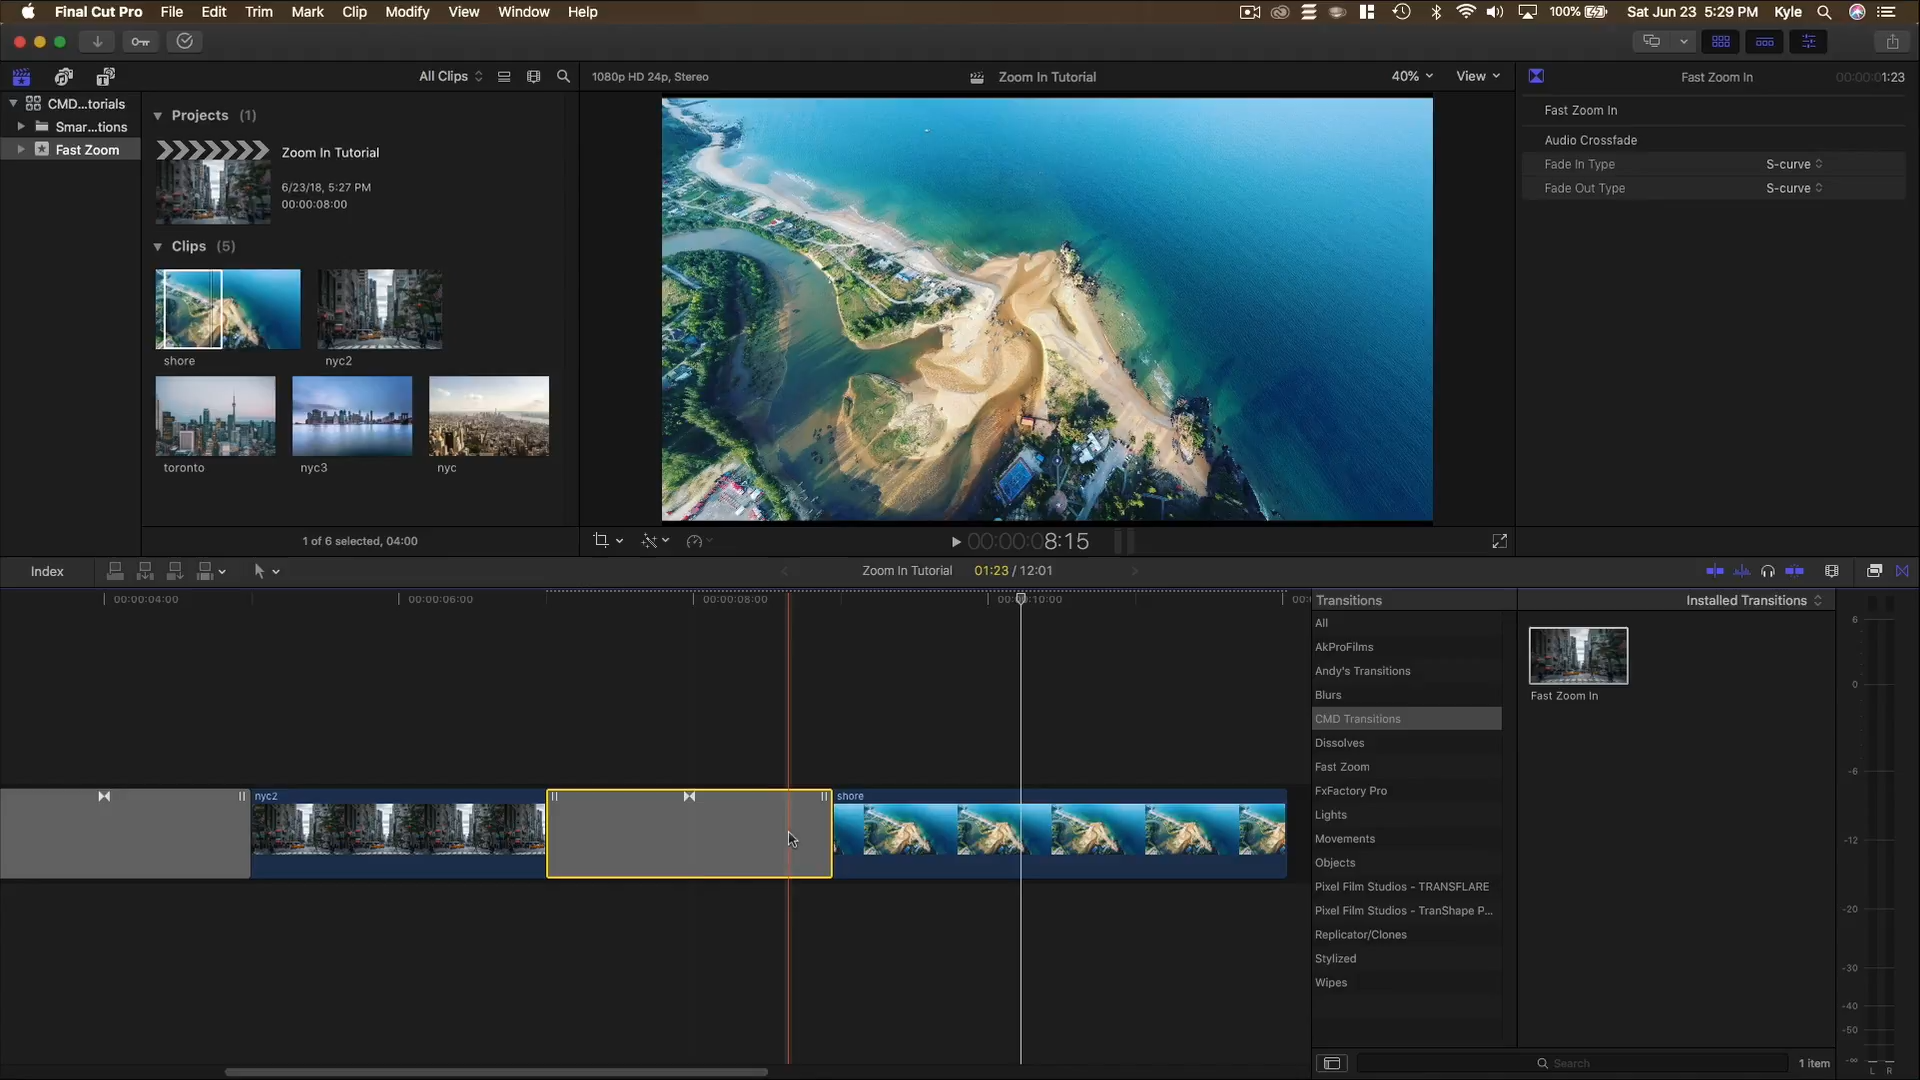 Final Cut Pro File Edit Trim Mark Clip Modify View Window Help 100% Sat Jun 23 5:29 PM Kyle
All Clips 1080p HD 24p, Stereo Zoom In Tutorial 40% View Fast Zoom In 00:00:01:23
CMD...torials
Smar...tions
Fast Zoom
Projects (1)
Zoom In Tutorial
6/23/18, 5:27 PM
00:00:08:00
Clips (5)
shore nyc2
toronto nyc3 nyc
1 of 6 selected, 04:00
00:00:08:15
Fast Zoom In
Audio Crossfade
Fade In Type S-curve
Fade Out Type S-curve
Index Zoom In Tutorial 01:23 / 12:01
00:00:04:00 00:00:06:00 00:00:08:00 00:00:10:00
nyc2 shore
Transitions
All
AkProFilms
Andy's Transitions
Blurs
CMD Transitions
Dissolves
Fast Zoom
FxFactory Pro
Lights
Movements
Objects
Pixel Film Studios - TRANSFLARE
Pixel Film Studios - TranShape P...
Replicator/Clones
Stylized
Wipes
Installed Transitions
Fast Zoom In
Search 1 item
6
0
-6
-12
-20
-30
-40
-50
-∞
L R